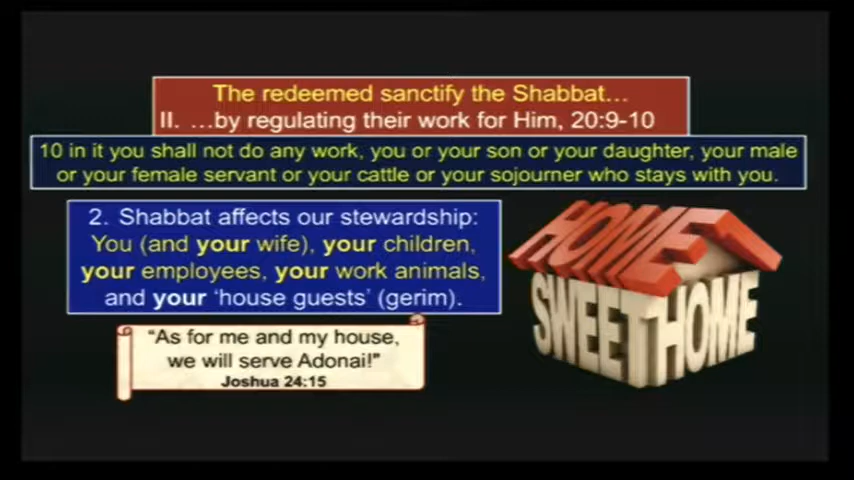 The redeemed sanctify the Shabbat…
II. …by regulating their work for Him, 20:9-10
10 in it you shall not do any work, you or your son or your daughter, your male
or your female servant or your cattle or your sojourner who stays with you.
2. Shabbat affects our stewardship:
You (and your wife), your children,
your employees, your work animals,
and your ‘house guests’ (gerim).
HOME
SWEET HOME
“As for me and my house,
we will serve Adonai!”
Joshua 24:15